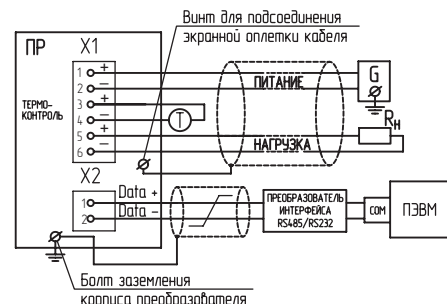 Винт для подсоединения
экранной оплетки кабеля
ПР
X1
ТЕРМО-
КОНТРОЛЬ
1 +
2 -
3 +
4 -
5 +
6 -
T
ПИТАНИЕ
G
Rн
НАГРУЗКА
X2
1 Data +
2 Data -
ПРЕОБРАЗОВАТЕЛЬ
ИНТЕРФЕЙСА
RS485/RS232
COM
ПЭВМ
Болт заземления
корпуса преобразователя